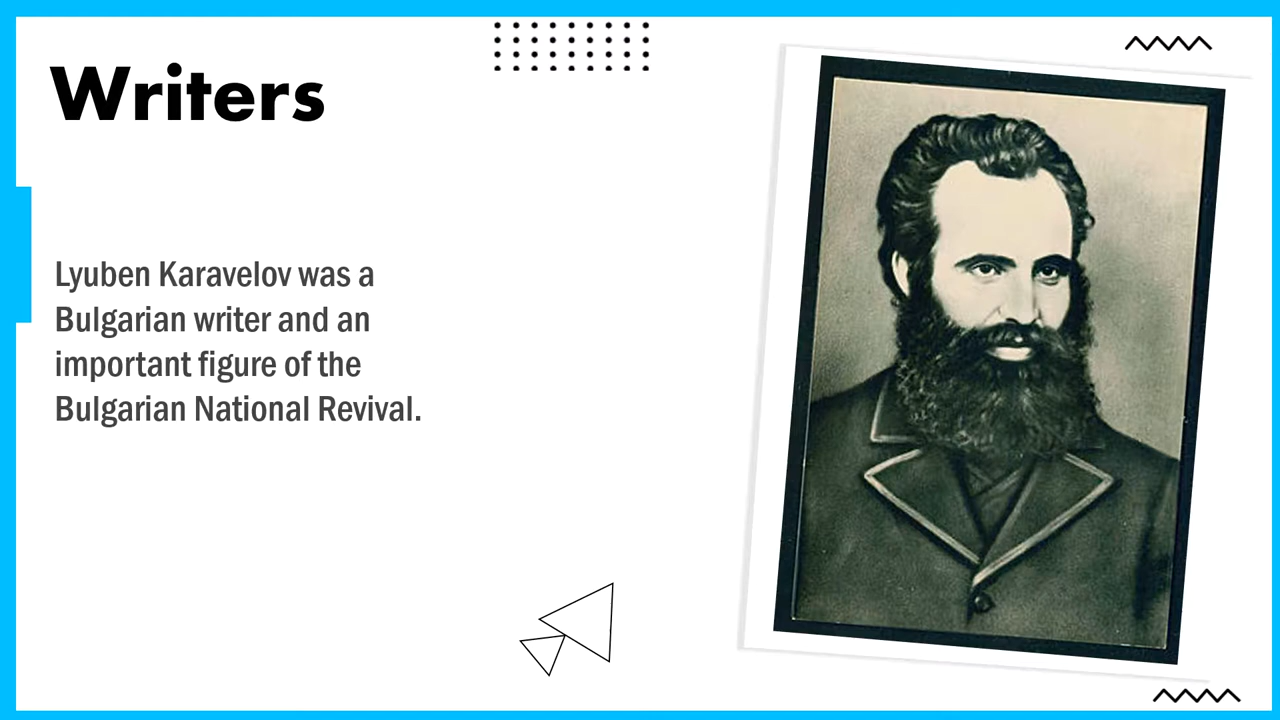 Writers
Lyuben Karavelov was a
Bulgarian writer and an
important figure of the
Bulgarian National Revival.